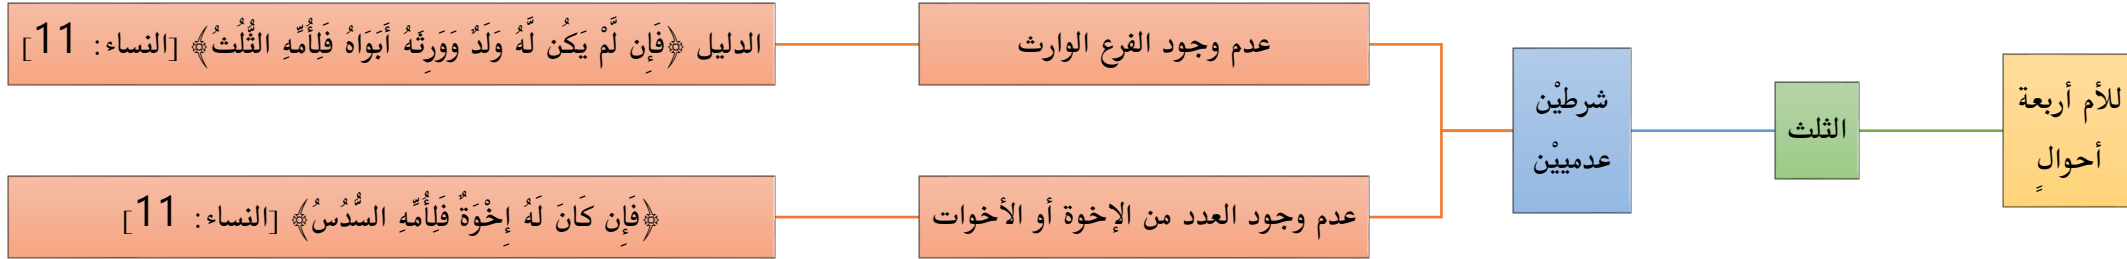 للأم أربعة
أحوالٍ
الثلث
شرطيْن
عدمييْن
عدم وجود الفرع الوارث
الدليل ﴿فَإِن لَّمْ يَكُن لَّهُ وَلَدٌ وَوَرِثَهُ أَبَوَاهُ فَلِأُمِّهِ الثُّلُثُ﴾ [النساء: 11]
عدم وجود العدد من الإخوة أو الأخوات
﴿فَإِن كَانَ لَهُ إِخْوَةٌ فَلِأُمِّهِ السُّدُسُ﴾ [النساء: 11]